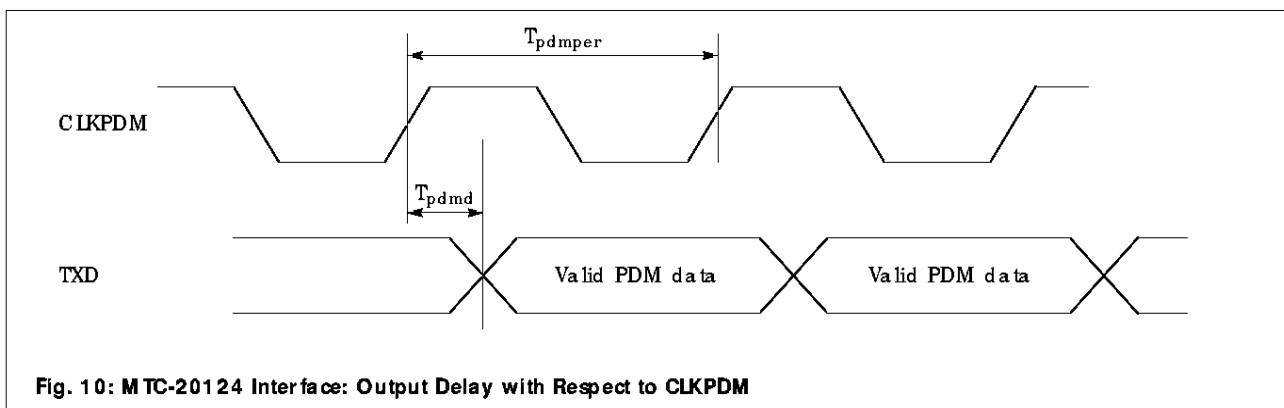 Tpdmper
CLKPDM
Tpdmd
TXD
Valid PDM data
Valid PDM data
Fig. 10: MTC-20124 Interface: Output Delay with Respect to CLKPDM